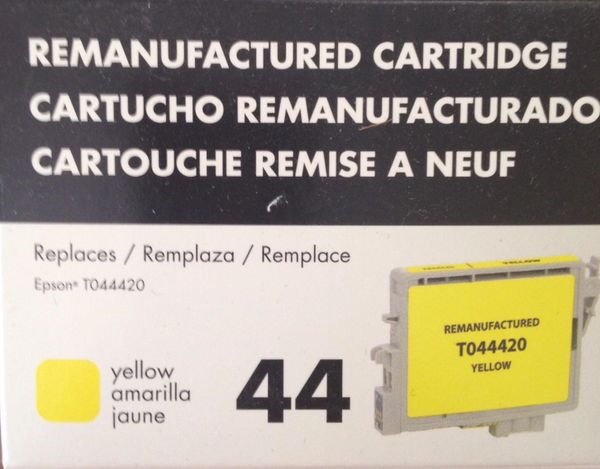 REMANUFACTURED CARTRIDGE
CARTUCHO REMANUFACTURADO
CARTOUCHE REMISE A NEUF
Replaces / Remplaza / Remplace
Epson® T044420
yellow
amarilla
jaune
44
YELLOW
REMANUFACTURED
T044420
YELLOW